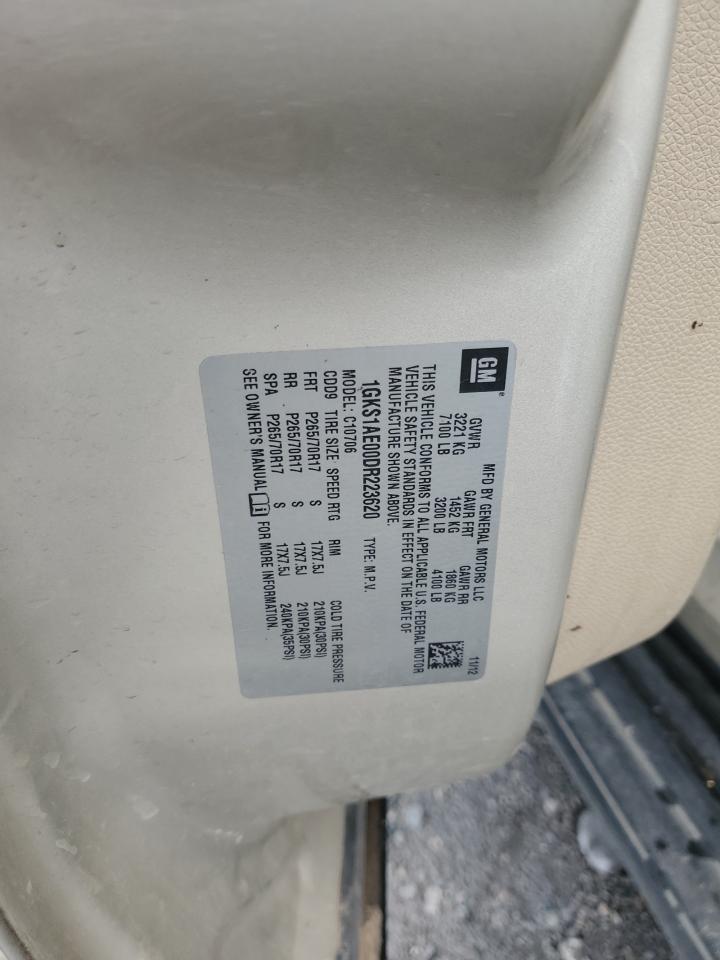 GM ®
MFD BY GENERAL MOTORS LLC 11/12
GVWR GAWR FRT GAWR RR
3221 KG 1452 KG 1860 KG
7100 LB 3200 LB 4100 LB
THIS VEHICLE CONFORMS TO ALL APPLICABLE U.S. FEDERAL MOTOR
VEHICLE SAFETY STANDARDS IN EFFECT ON THE DATE OF
MANUFACTURE SHOWN ABOVE.
1GKS1AE00DR223620 TYPE: M.P.V.
MODEL: C10706
CDD9 TIRE SIZE SPEED RTG RIM COLD TIRE PRESSURE
FRT P265/70R17 S 17X7.5J 210KPA(30PSI)
RR P265/70R17 S 17X7.5J 210KPA(30PSI)
SPA P265/70R17 S 17X7.5J 240KPA(35PSI)
SEE OWNER'S MANUAL i FOR MORE INFORMATION.